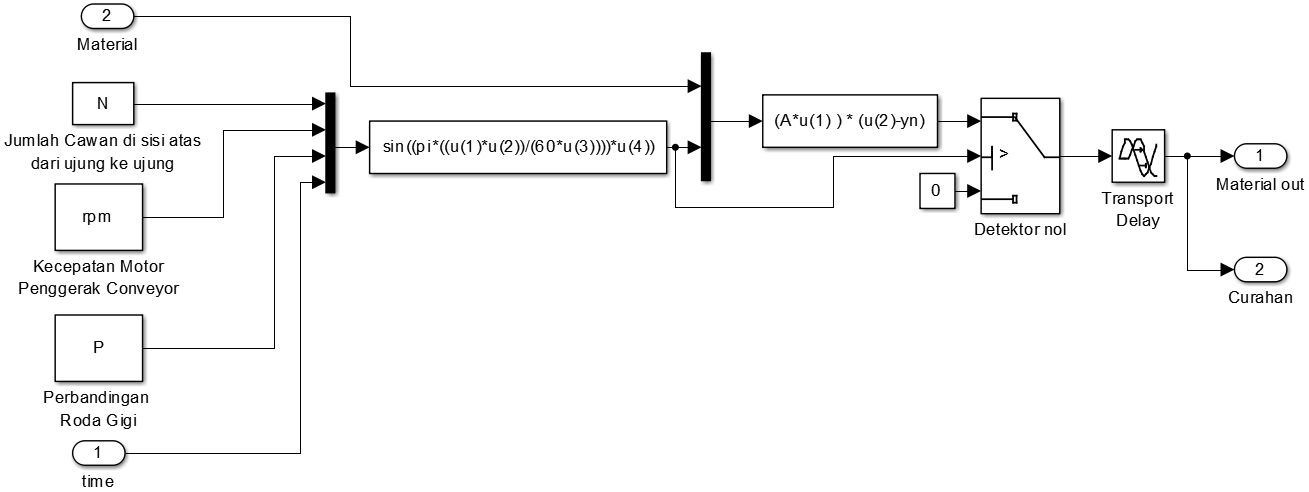 2
Material
N
Jumlah Cawan di sisi atas
dari ujung ke ujung
rpm
Kecepatan Motor
Penggerak Conveyor
P
Perbandingan
Roda Gigi
1
time
sin((pi*((u(1)*u(2))/(60*u(3))))*u(4))
(A*u(1) ) * (u(2)-yn)
>
0
Detektor nol
Transport
Delay
1
Material out
2
Curahan